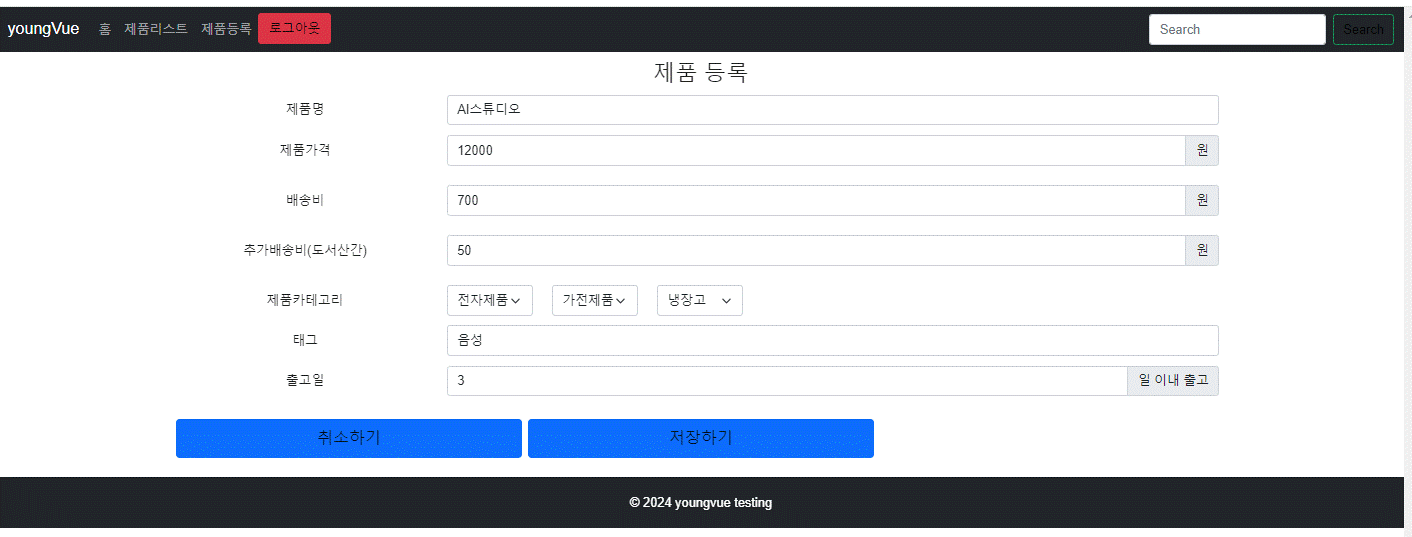 youngVue 홈 제품리스트 제품등록 로그아웃 Search Search
제품 등록
제품명 AI스튜디오
제품가격 12000 원
배송비 700 원
추가배송비(도서산간) 50 원
제품카테고리 전자제품 가전제품 냉장고
태그 음성
출고일 3 일 이내 출고
취소하기 저장하기
© 2024 youngvue testing